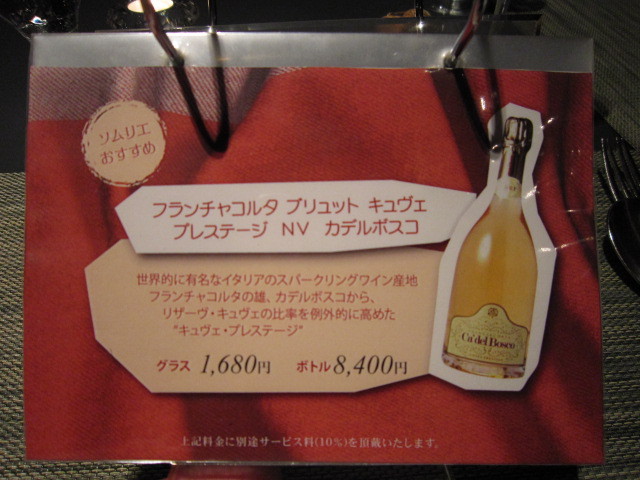 ソムリエ
おすすめ
フランチャコルタ ブリュット キュヴェ
プレステージ NV カデルボスコ
世界的に有名なイタリアのスパークリングワイン産地
フランチャコルタの雄、カデルボスコから、
リザーヴ・キュヴェの比率を例外的に高めた
"キュヴェ・プレステージ"
グラス 1,680円 ボトル 8,400円
Ca'del Bosco
上記料金に別途サービス料(10%)を頂戴いたします。